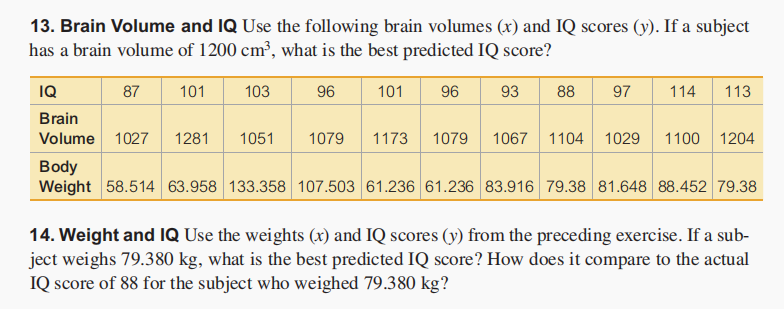 13. Brain Volume and IQ Use the following brain volumes (x) and IQ scores (y). If a subject
has a brain volume of 1200 cm³, what is the best predicted IQ score?
IQ 87 101 103 96 101 96 93 88 97 114 113
Brain
Volume 1027 1281 1051 1079 1173 1079 1067 1104 1029 1100 1204
Body
Weight 58.514 63.958 133.358 107.503 61.236 61.236 83.916 79.38 81.648 88.452 79.38
14. Weight and IQ Use the weights (x) and IQ scores (y) from the preceding exercise. If a sub-
ject weighs 79.380 kg, what is the best predicted IQ score? How does it compare to the actual
IQ score of 88 for the subject who weighed 79.380 kg?